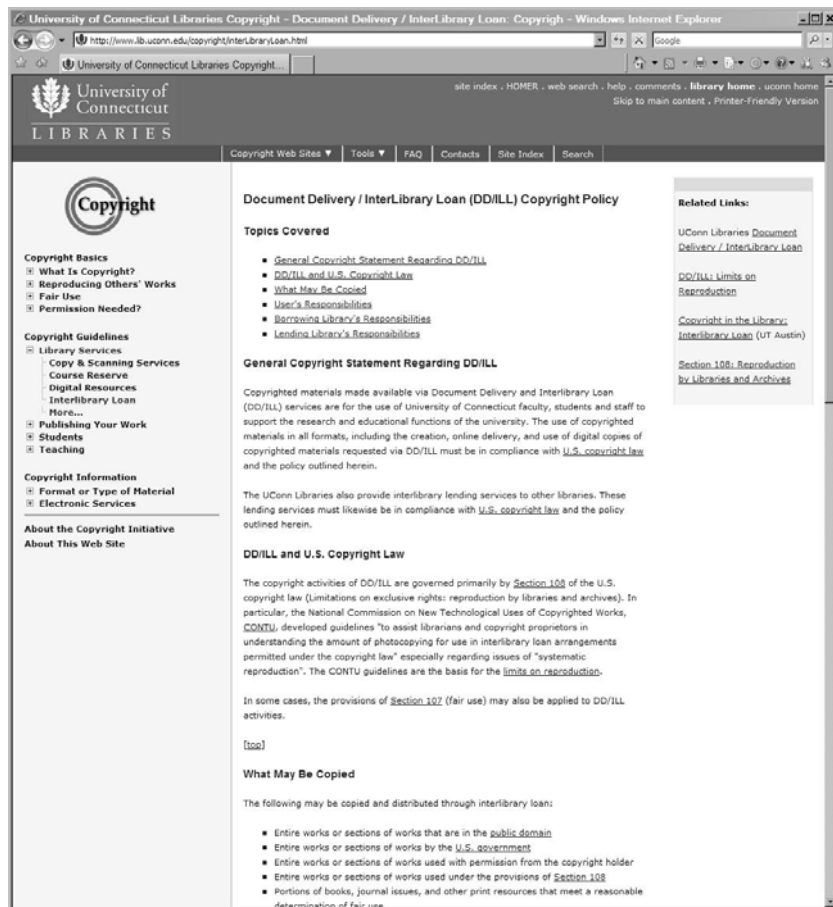 University of Connecticut Libraries Copyright - Document Delivery / InterLibrary Loan: Copyrigh - Windows Internet Explorer
http://www.lib.uconn.edu/copyright/interLibraryLoan.html
Google
University of Connecticut Libraries Copyright...
University of
Connecticut
LIBRARIES
site index . HOMER . web search . help . comments . library home . uconn home
Skip to main content . Printer-Friendly Version
Copyright Web Sites ▼ | Tools ▼ | FAQ | Contacts | Site Index | Search
Copyright
Copyright Basics
What Is Copyright?
Reproducing Others' Works
Fair Use
Permission Needed?
Copyright Guidelines
Library Services
Copy & Scanning Services
Course Reserve
Digital Resources
Interlibrary Loan
More...
Publishing Your Work
Students
Teaching
Copyright Information
Format or Type of Material
Electronic Services
About the Copyright Initiative
About This Web Site
Document Delivery / InterLibrary Loan (DD/ILL) Copyright Policy
Topics Covered
General Copyright Statement Regarding DD/ILL
DD/ILL and U.S. Copyright Law
What May Be Copied
User's Responsibilities
Borrowing Library's Responsibilities
Lending Library's Responsibilities
General Copyright Statement Regarding DD/ILL
Copyrighted materials made available via Document Delivery and Interlibrary Loan
(DD/ILL) services are for the use of University of Connecticut faculty, students and staff to
support the research and educational functions of the university. The use of copyrighted
materials in all formats, including the creation, online delivery, and use of digital copies of
copyrighted materials requested via DD/ILL must be in compliance with U.S. copyright law
and the policy outlined herein.
The UConn Libraries also provide interlibrary lending services to other libraries. These
lending services must likewise be in compliance with U.S. copyright law and the policy
outlined herein.
DD/ILL and U.S. Copyright Law
The copyright activities of DD/ILL are governed primarily by Section 108 of the U.S.
copyright law (Limitations on exclusive rights: reproduction by libraries and archives). In
particular, the National Commission on New Technological Uses of Copyrighted Works,
CONTU, developed guidelines "to assist librarians and copyright proprietors in
understanding the amount of photocopying for use in interlibrary loan arrangements
permitted under the copyright law" especially regarding issues of "systematic
reproduction". The CONTU guidelines are the basis for the limits on reproduction.
In some cases, the provisions of Section 107 (fair use) may also be applied to DD/ILL
activities.
[top]
What May Be Copied
The following may be copied and distributed through interlibrary loan:
Entire works or sections of works that are in the public domain
Entire works or sections of works by the U.S. government
Entire works or sections of works used with permission from the copyright holder
Entire works or sections of works used under the provisions of Section 108
Portions of books, journal issues, and other print resources that meet a reasonable
determination of fair use
Related Links:
UConn Libraries Document
Delivery / InterLibrary Loan
DD/ILL: Limits on
Reproduction
Copyright in the Library:
Interlibrary Loan (UT Austin)
Section 108: Reproduction
by Libraries and Archives